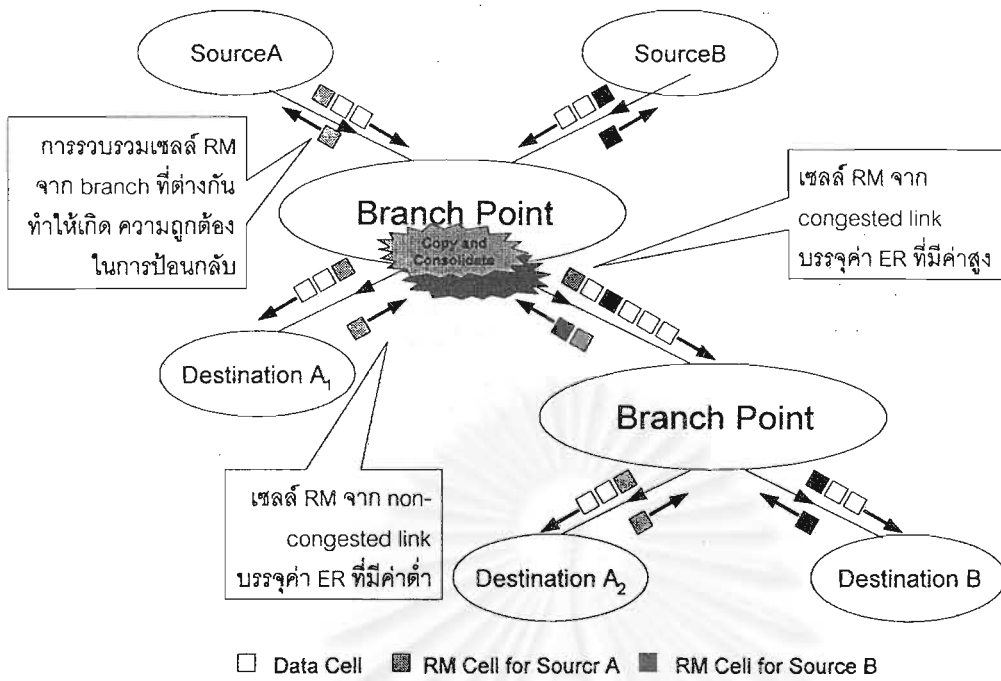 SourceA
SourceB
การรวบรวมเซลล์ RM
จาก branch ที่ต่างกัน
ทำให้เกิด ความถูกต้อง
ในการป้อนกลับ
Branch Point
Copy and
Consolidate
เซลล์ RM จาก
congested link
บรรจุค่า ER ที่มีค่าสูง
Destination A1
Branch Point
เซลล์ RM จาก non-
congested link
บรรจุค่า ER ที่มีค่าต่ำ
Destination A2
Destination B
Data Cell RM Cell for Sourcr A RM Cell for Source B